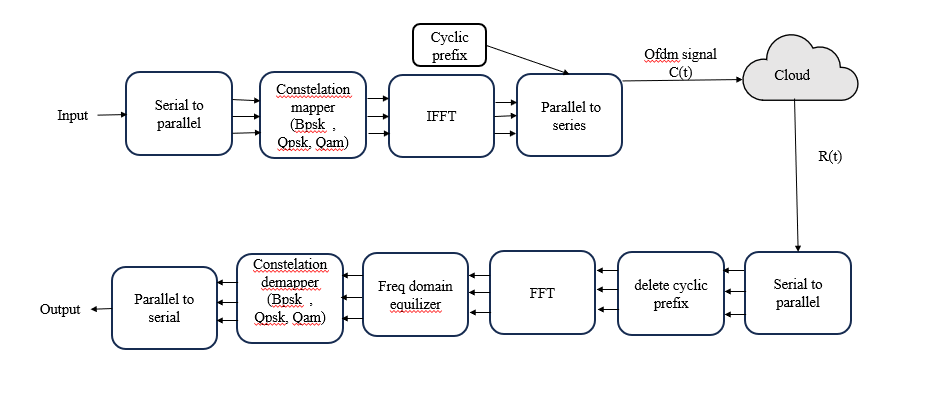 Cyclic
prefix
Ofdm signal
C(t)
Cloud
Input
Serial to
parallel
Constelation
mapper
(Bpsk ,
Qpsk, Qam)
IFFT
Parallel to
series
R(t)
Output
Parallel to
serial
Constelation
demapper
(Bpsk ,
Qpsk, Qam)
Freq domain
equilizer
FFT
delete cyclic
prefix
Serial to
parallel